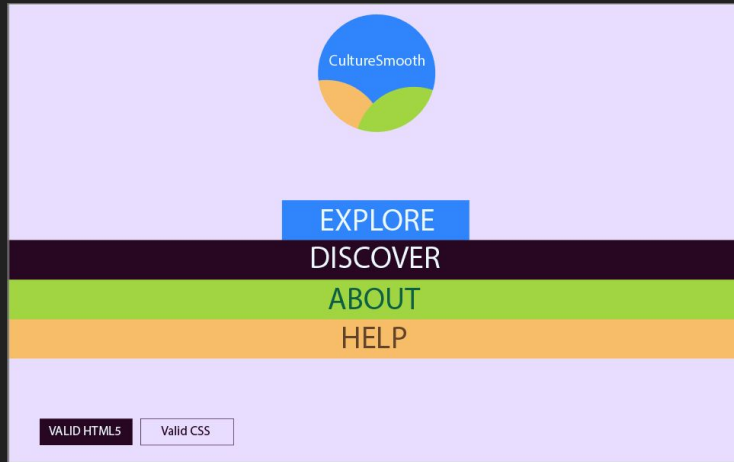 CultureSmooth
EXPLORE
DISCOVER
ABOUT
HELP
VALID HTML5 Valid CSS